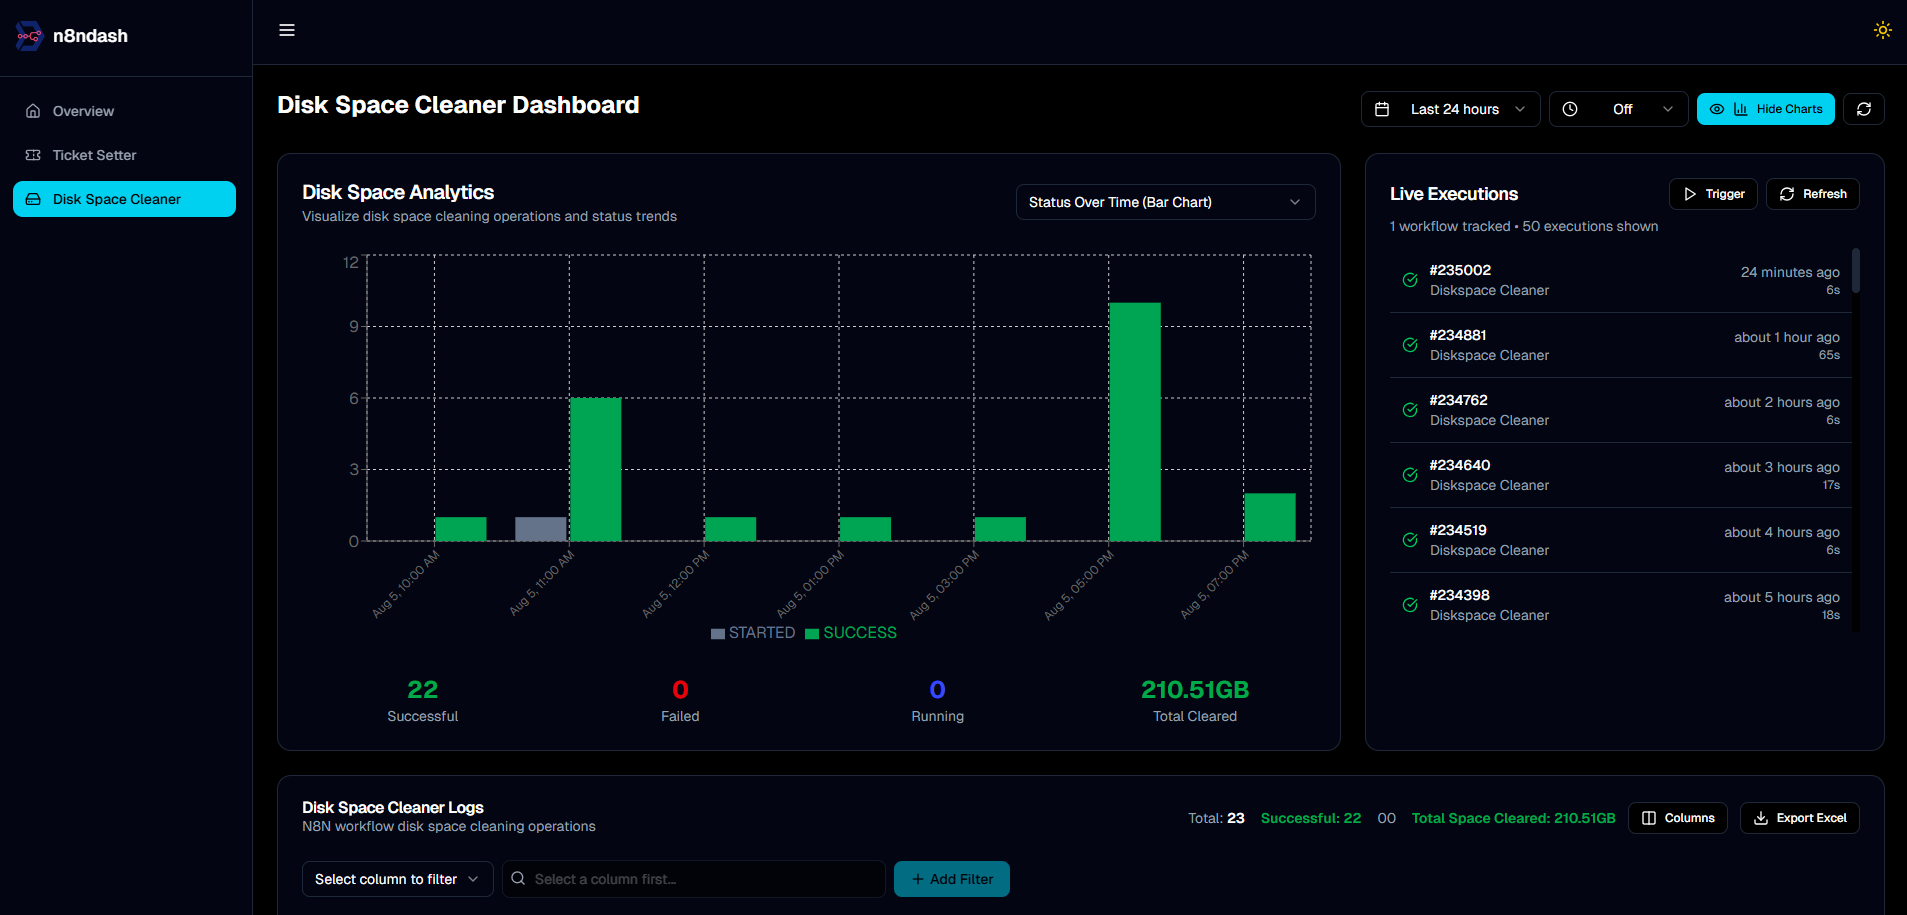 n8ndash
Overview
Ticket Setter
Disk Space Cleaner
Disk Space Cleaner Dashboard
Last 24 hours
Off
Hide Charts
Disk Space Analytics
Visualize disk space cleaning operations and status trends
Status Over Time (Bar Chart)
12
9
6
3
0
Aug 5, 10:00 AM
Aug 5, 11:00 AM
Aug 5, 12:00 PM
Aug 5, 01:00 PM
Aug 5, 03:00 PM
Aug 5, 05:00 PM
Aug 5, 07:00 PM
STARTED SUCCESS
22
Successful
0
Failed
0
Running
210.51GB
Total Cleared
Live Executions
Trigger
Refresh
1 workflow tracked • 50 executions shown
#235002
Diskspace Cleaner
24 minutes ago
6s
#234881
Diskspace Cleaner
about 1 hour ago
65s
#234762
Diskspace Cleaner
about 2 hours ago
6s
#234640
Diskspace Cleaner
about 3 hours ago
17s
#234519
Diskspace Cleaner
about 4 hours ago
6s
#234398
Diskspace Cleaner
about 5 hours ago
18s
Disk Space Cleaner Logs
N8N workflow disk space cleaning operations
Total: 23 Successful: 22 00 Total Space Cleared: 210.51GB
Columns
Export Excel
Select column to filter
Select a column first...
Add Filter